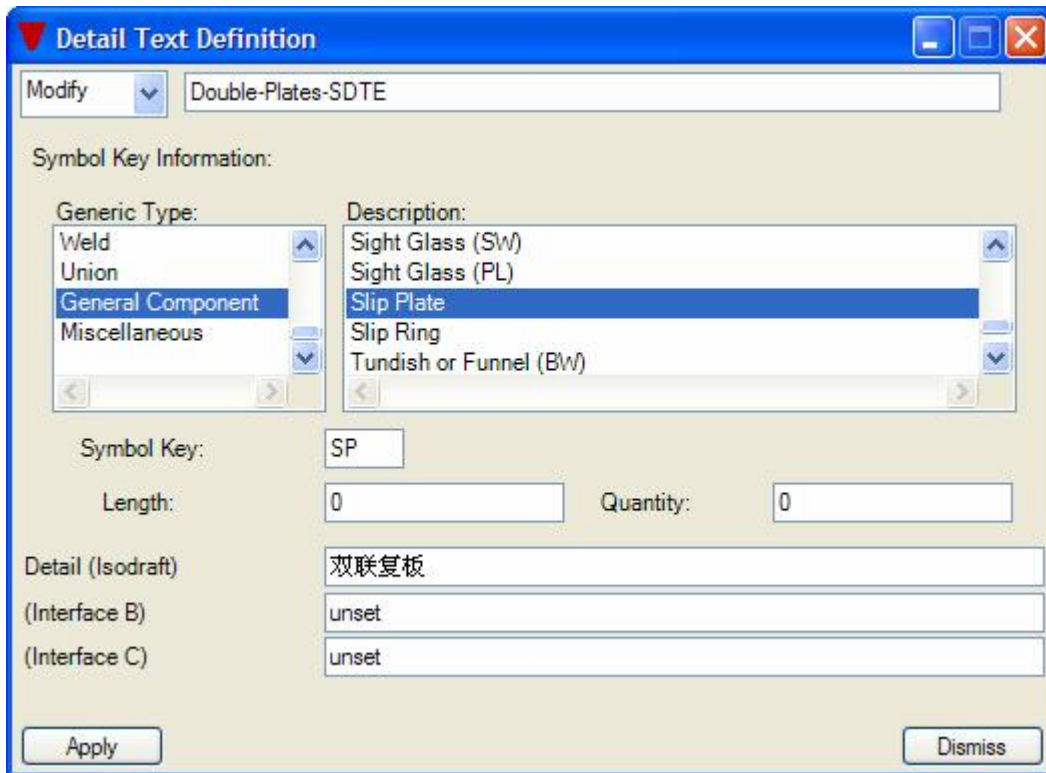 Detail Text Definition
Modify Double-Plates-SDTE
Symbol Key Information:
Generic Type: Description:
Weld Sight Glass (SW)
Union Sight Glass (PL)
General Component Slip Plate
Miscellaneous Slip Ring
Tundish or Funnel (BW)
Symbol Key: SP
Length: 0 Quantity: 0
Detail (Isodraft) 双联复板
(Interface B) unset
(Interface C) unset
Apply Dismiss